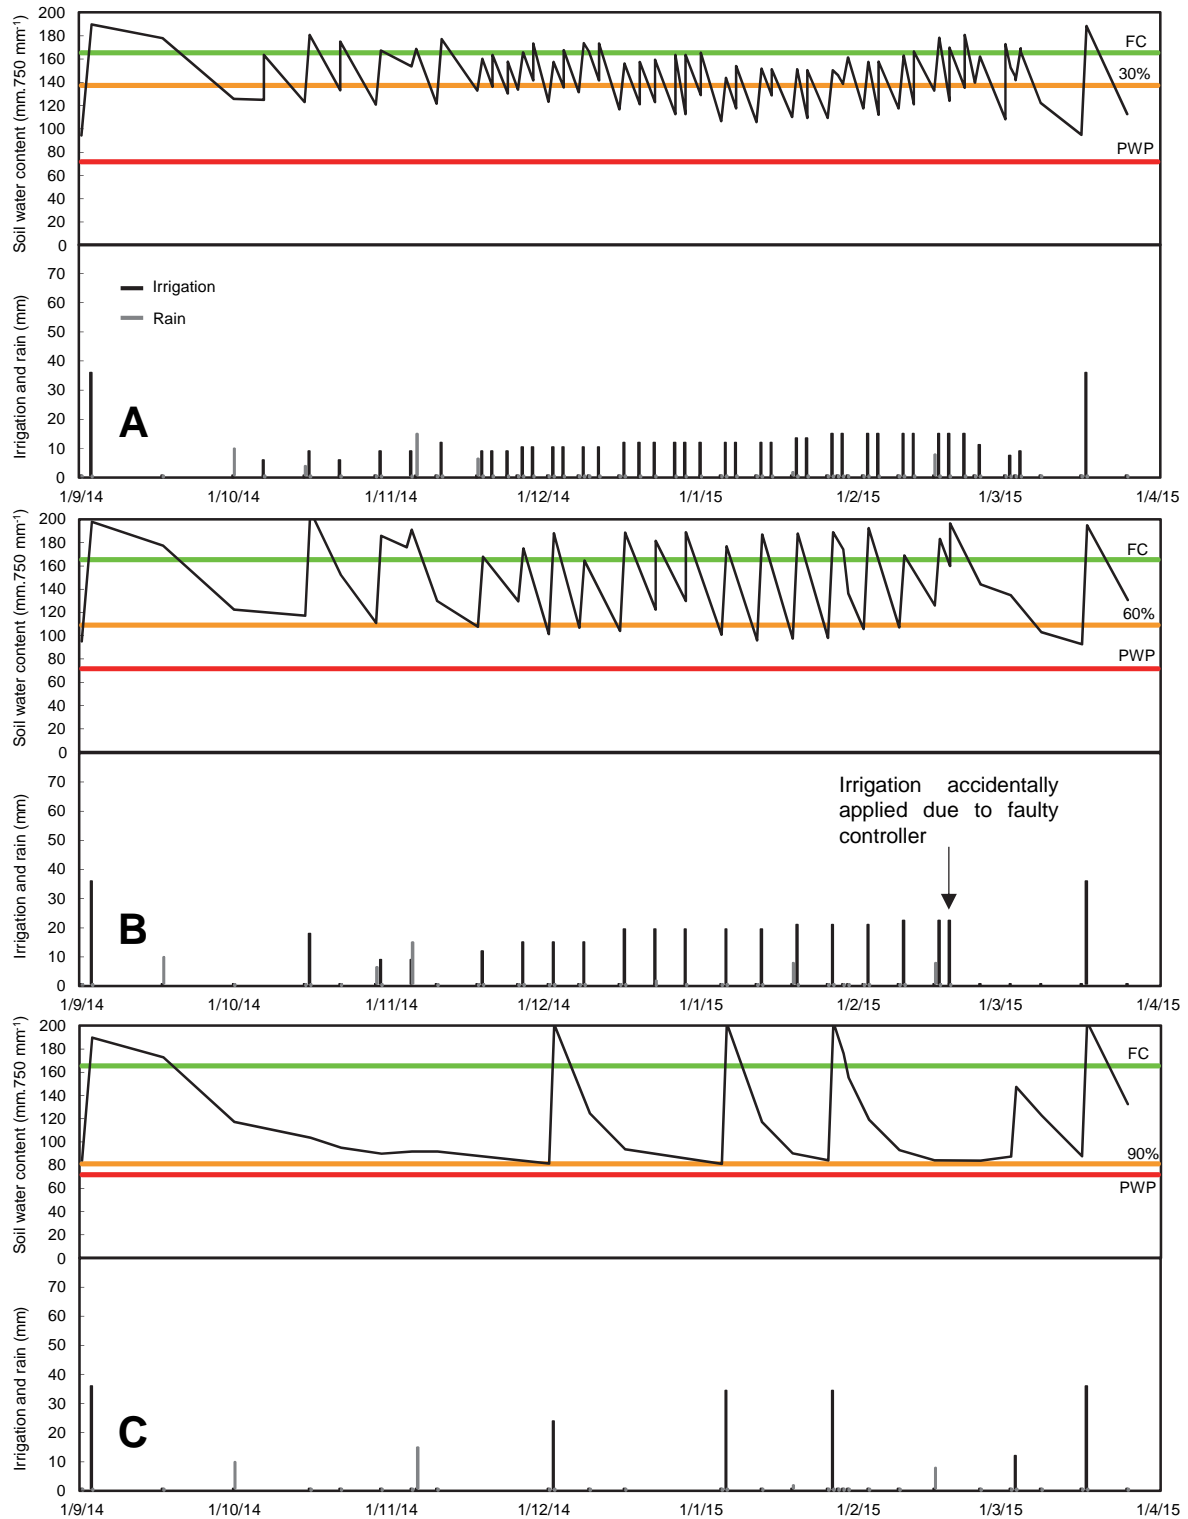 Soil water content (mm.750 mm⁻¹)
200
180
160
140
120
100
80
60
40
20
0
FC
30%
PWP
Irrigation and rain (mm)
70
60
50
40
30
20
10
0
Irrigation
Rain
A
1/9/14 1/10/14 1/11/14 1/12/14 1/1/15 1/2/15 1/3/15 1/4/15
Soil water content (mm.750 mm⁻¹)
200
180
160
140
120
100
80
60
40
20
0
FC
60%
PWP
Irrigation and rain (mm)
70
60
50
40
30
20
10
0
Irrigation accidentally
applied due to faulty
controller
B
1/9/14 1/10/14 1/11/14 1/12/14 1/1/15 1/2/15 1/3/15 1/4/15
Soil water content (mm.750 mm⁻¹)
200
180
160
140
120
100
80
60
40
20
0
FC
90%
PWP
Irrigation and rain (mm)
70
60
50
40
30
20
10
0
C
1/9/14 1/10/14 1/11/14 1/12/14 1/1/15 1/2/15 1/3/15 1/4/15